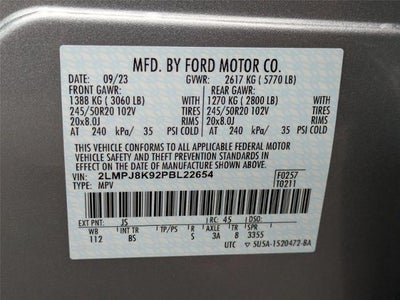 MFD. BY FORD MOTOR CO.
DATE: 09/23 GVWR: 2617 KG ( 5770 LB)
FRONT GAWR: REAR GAWR:
1388 KG ( 3060 LB) WITH 1270 KG ( 2800 LB) WITH
245/50R20 102V TIRES 245/50R20 102V TIRES
20x8.0J RIMS 20x8.0J RIMS
AT 240 kPa/ 35 PSI COLD AT 240 kPa/ 35 PSI COLD
THIS VEHICLE CONFORMS TO ALL APPLICABLE FEDERAL MOTOR
VEHICLE SAFETY AND BUMPER STANDARDS IN
EFFECT ON THE DATE OF MANUFACTURE SHOWN ABOVE.
VIN: 2LMPJ8K92PBL22654 F0257
TYPE: MPV T0211
EXT PNT: JS RC: 45 DSO:
WB INT TR TP/PS R AXLE TR SPR
112 BS S 3A 8 3355
UTC 5U5A-1520472-BA